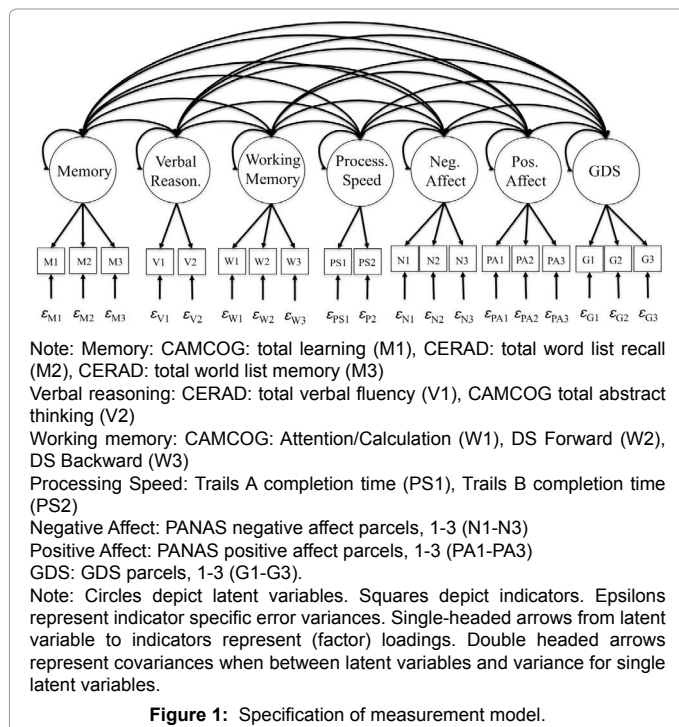 Memory
Verbal
Reason.
Working
Memory
Process.
Speed
Neg.
Affect
Pos.
Affect
GDS
M1 M2 M3 V1 V2 W1 W2 W3 PS1 PS2 N1 N2 N3 PA1 PA2 PA3 G1 G2 G3
εM1 εM2 εM3 εV1 εV2 εW1 εW2 εW3 εPS1 εP2 εN1 εN2 εN3 εPA1 εPA2 εPA3 εG1 εG2 εG3
Note: Memory: CAMCOG: total learning (M1), CERAD: total word list recall
(M2), CERAD: total world list memory (M3)
Verbal reasoning: CERAD: total verbal fluency (V1), CAMCOG total abstract
thinking (V2)
Working memory: CAMCOG: Attention/Calculation (W1), DS Forward (W2),
DS Backward (W3)
Processing Speed: Trails A completion time (PS1), Trails B completion time
(PS2)
Negative Affect: PANAS negative affect parcels, 1-3 (N1-N3)
Positive Affect: PANAS positive affect parcels, 1-3 (PA1-PA3)
GDS: GDS parcels, 1-3 (G1-G3).
Note: Circles depict latent variables. Squares depict indicators. Epsilons
represent indicator specific error variances. Single-headed arrows from latent
variable to indicators represent (factor) loadings. Double headed arrows
represent covariances when between latent variables and variance for single
latent variables.
Figure 1: Specification of measurement model.